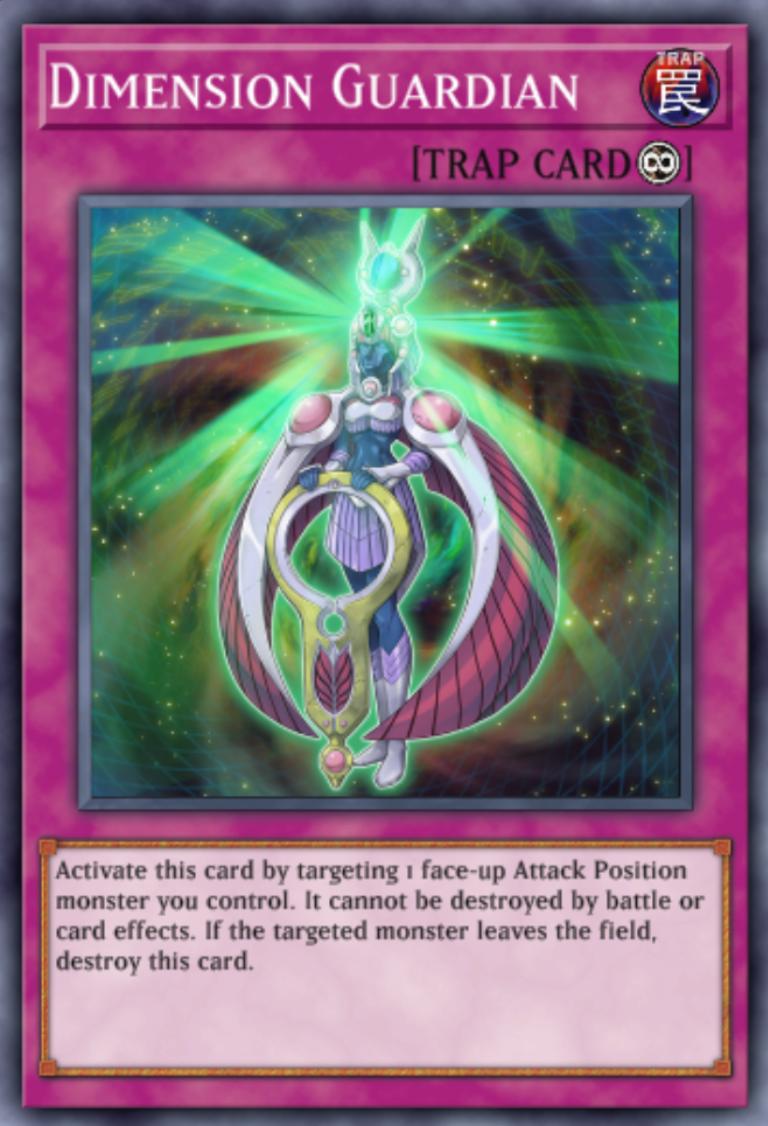 DIMENSION GUARDIAN
TRAP
罠
[TRAP CARD∞]
Activate this card by targeting 1 face-up Attack Position
monster you control. It cannot be destroyed by battle or
card effects. If the targeted monster leaves the field,
destroy this card.